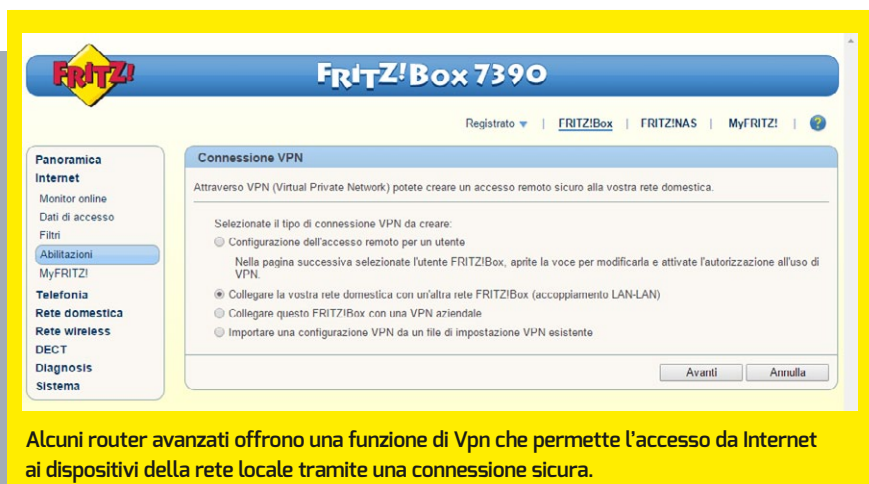 FRITZ!
FRITZ!Box 7390
Registrato | FRITZ!Box | FRITZ!NAS | MyFRITZ! | ?
Panoramica
Internet
Monitor online
Dati di accesso
Filtri
Abilitazioni
MyFRITZ!
Telefonia
Rete domestica
Rete wireless
DECT
Diagnosis
Sistema
Connessione VPN
Attraverso VPN (Virtual Private Network) potete creare un accesso remoto sicuro alla vostra rete domestica.
Selezionate il tipo di connessione VPN da creare:
Configurazione dell'accesso remoto per un utente
Nella pagina successiva selezionate l'utente FRITZ!Box, aprite la voce per modificarla e attivate l'autorizzazione all'uso di
VPN.
Collegare la vostra rete domestica con un'altra rete FRITZ!Box (accoppiamento LAN-LAN)
Collegare questo FRITZ!Box con una VPN aziendale
Importare una configurazione VPN da un file di impostazione VPN esistente
Avanti Annulla
Alcuni router avanzati offrono una funzione di Vpn che permette l'accesso da Internet
ai dispositivi della rete locale tramite una connessione sicura.